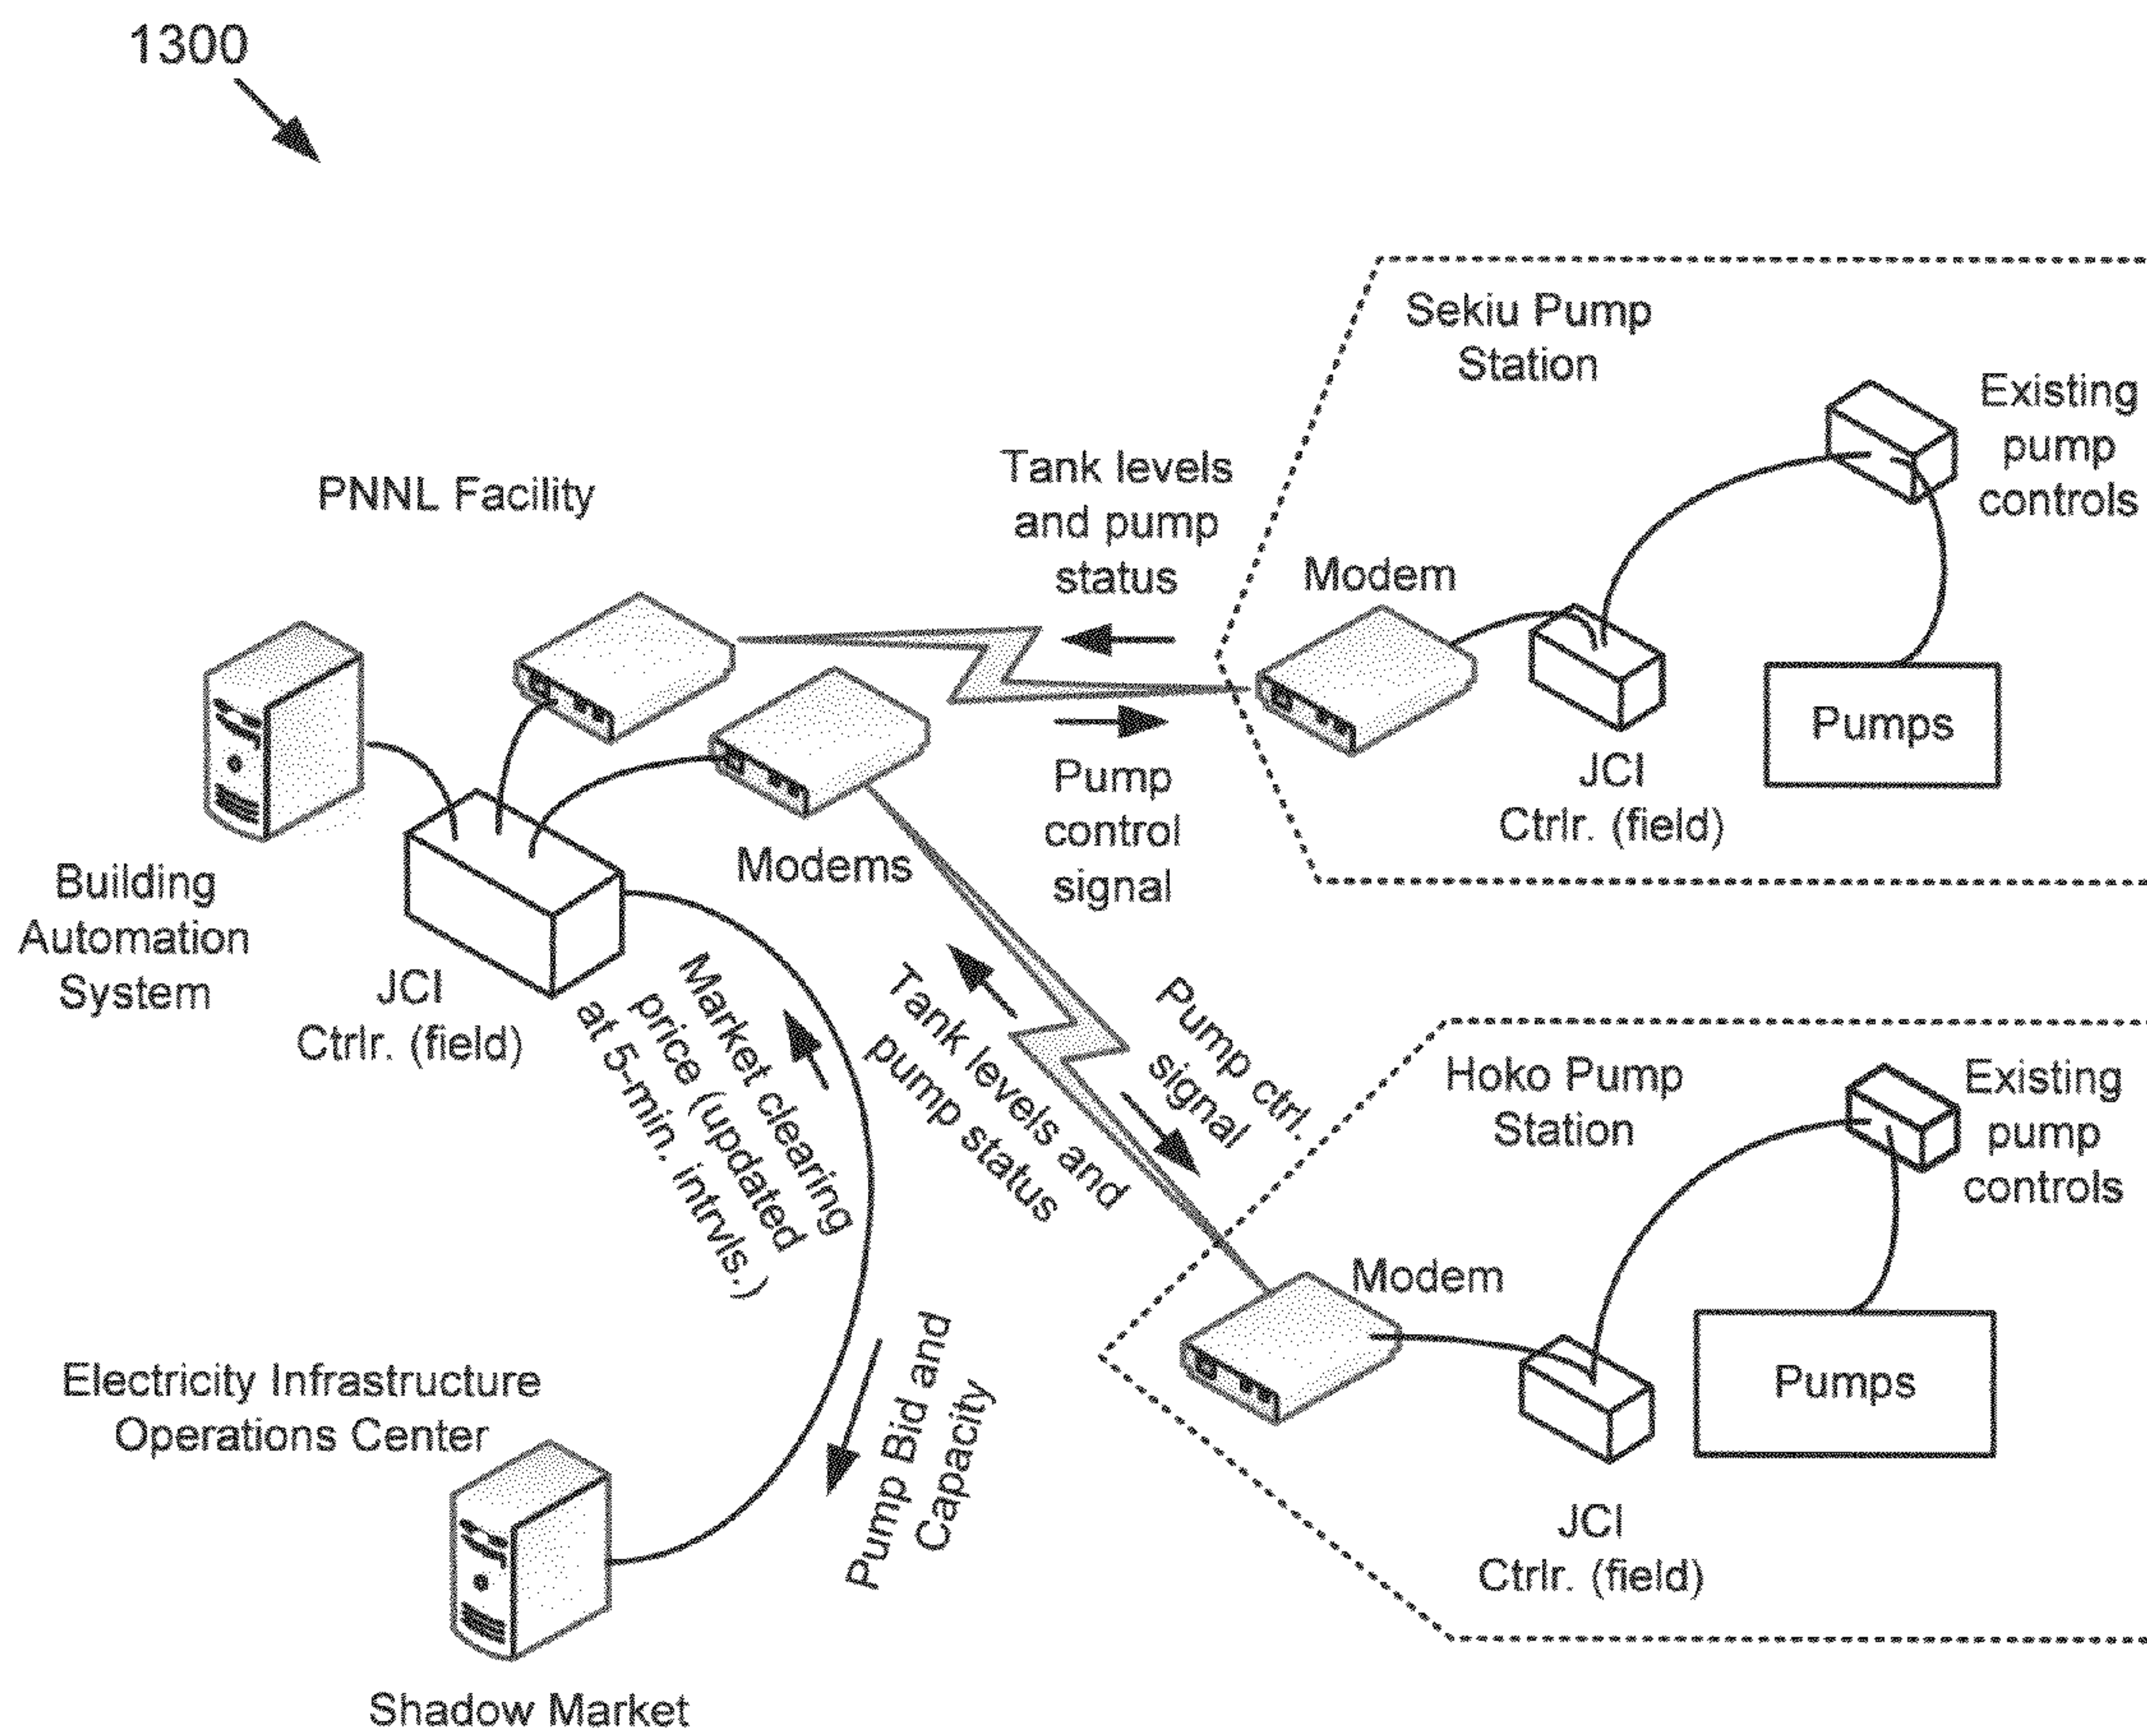 1300
Sekiu Pump
Station
Existing
pump
controls
Tank levels
and pump
status
PNNL Facility
Modem
Pumps
JCI
Ctrlr. (field)
Pump
control
signal
Modems
Building
Automation
System
JCI
Ctrlr. (field)
Market clearing
price (updated
at 5-min. intrvls.)
Tank levels and
pump status
Pump ctrl.
signal
Hoko Pump
Station
Existing
pump
controls
Modem
Pumps
JCI
Ctrlr. (field)
Pump Bid and
Capacity
Electricity Infrastructure
Operations Center
Shadow Market